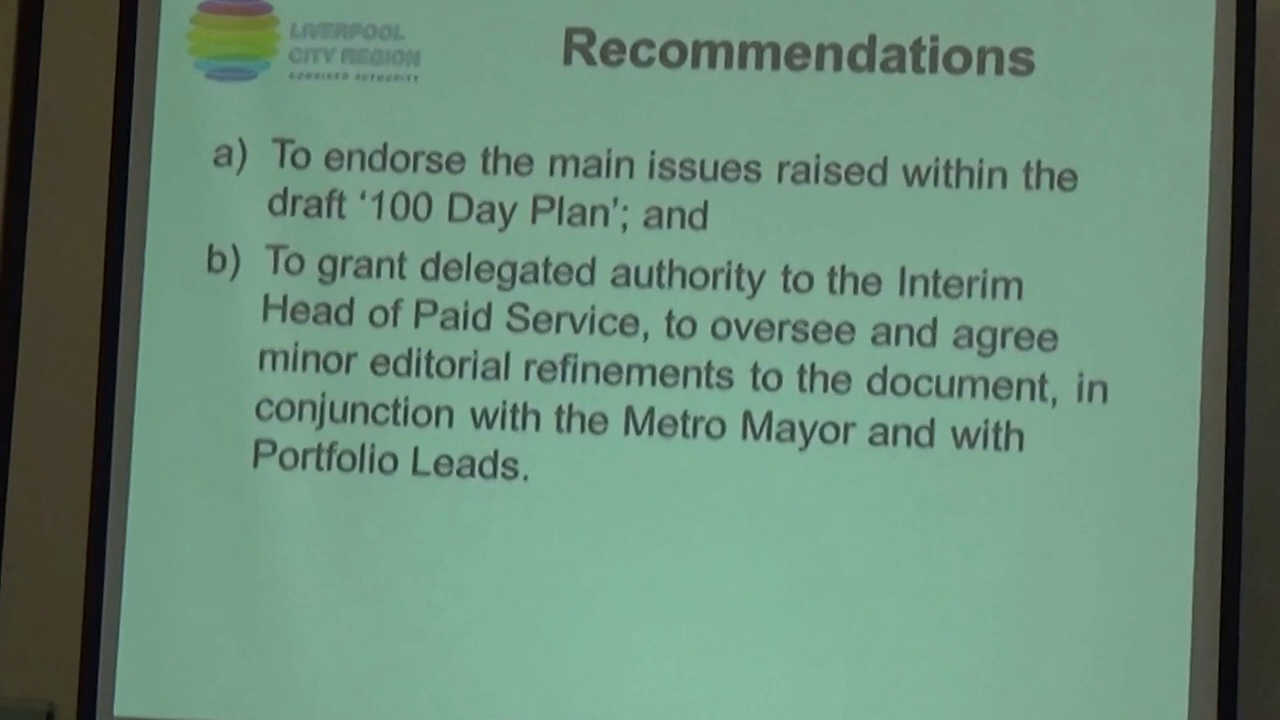 LIVERPOOL
CITY REGION
COMBINED AUTHORITY
Recommendations
a) To endorse the main issues raised within the
draft ‘100 Day Plan’; and
b) To grant delegated authority to the Interim
Head of Paid Service, to oversee and agree
minor editorial refinements to the document, in
conjunction with the Metro Mayor and with
Portfolio Leads.